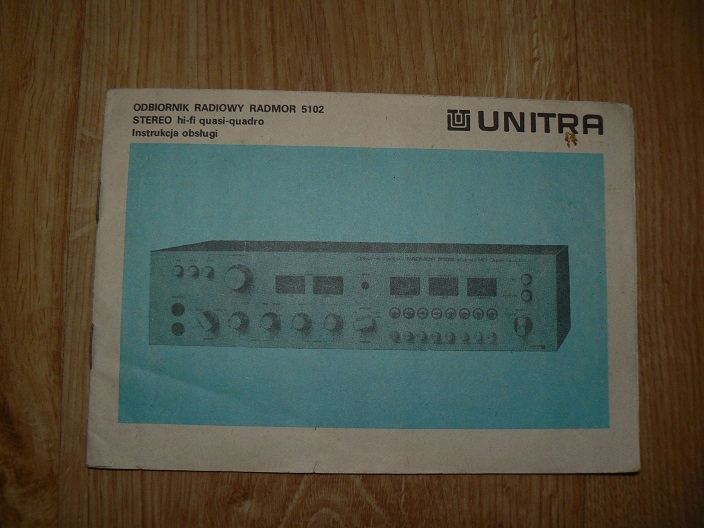 ODBIORNIK RADIOWY RADMOR 5102
STEREO hi-fi quasi-quadro
Instrukcja obsługi
UNITRA